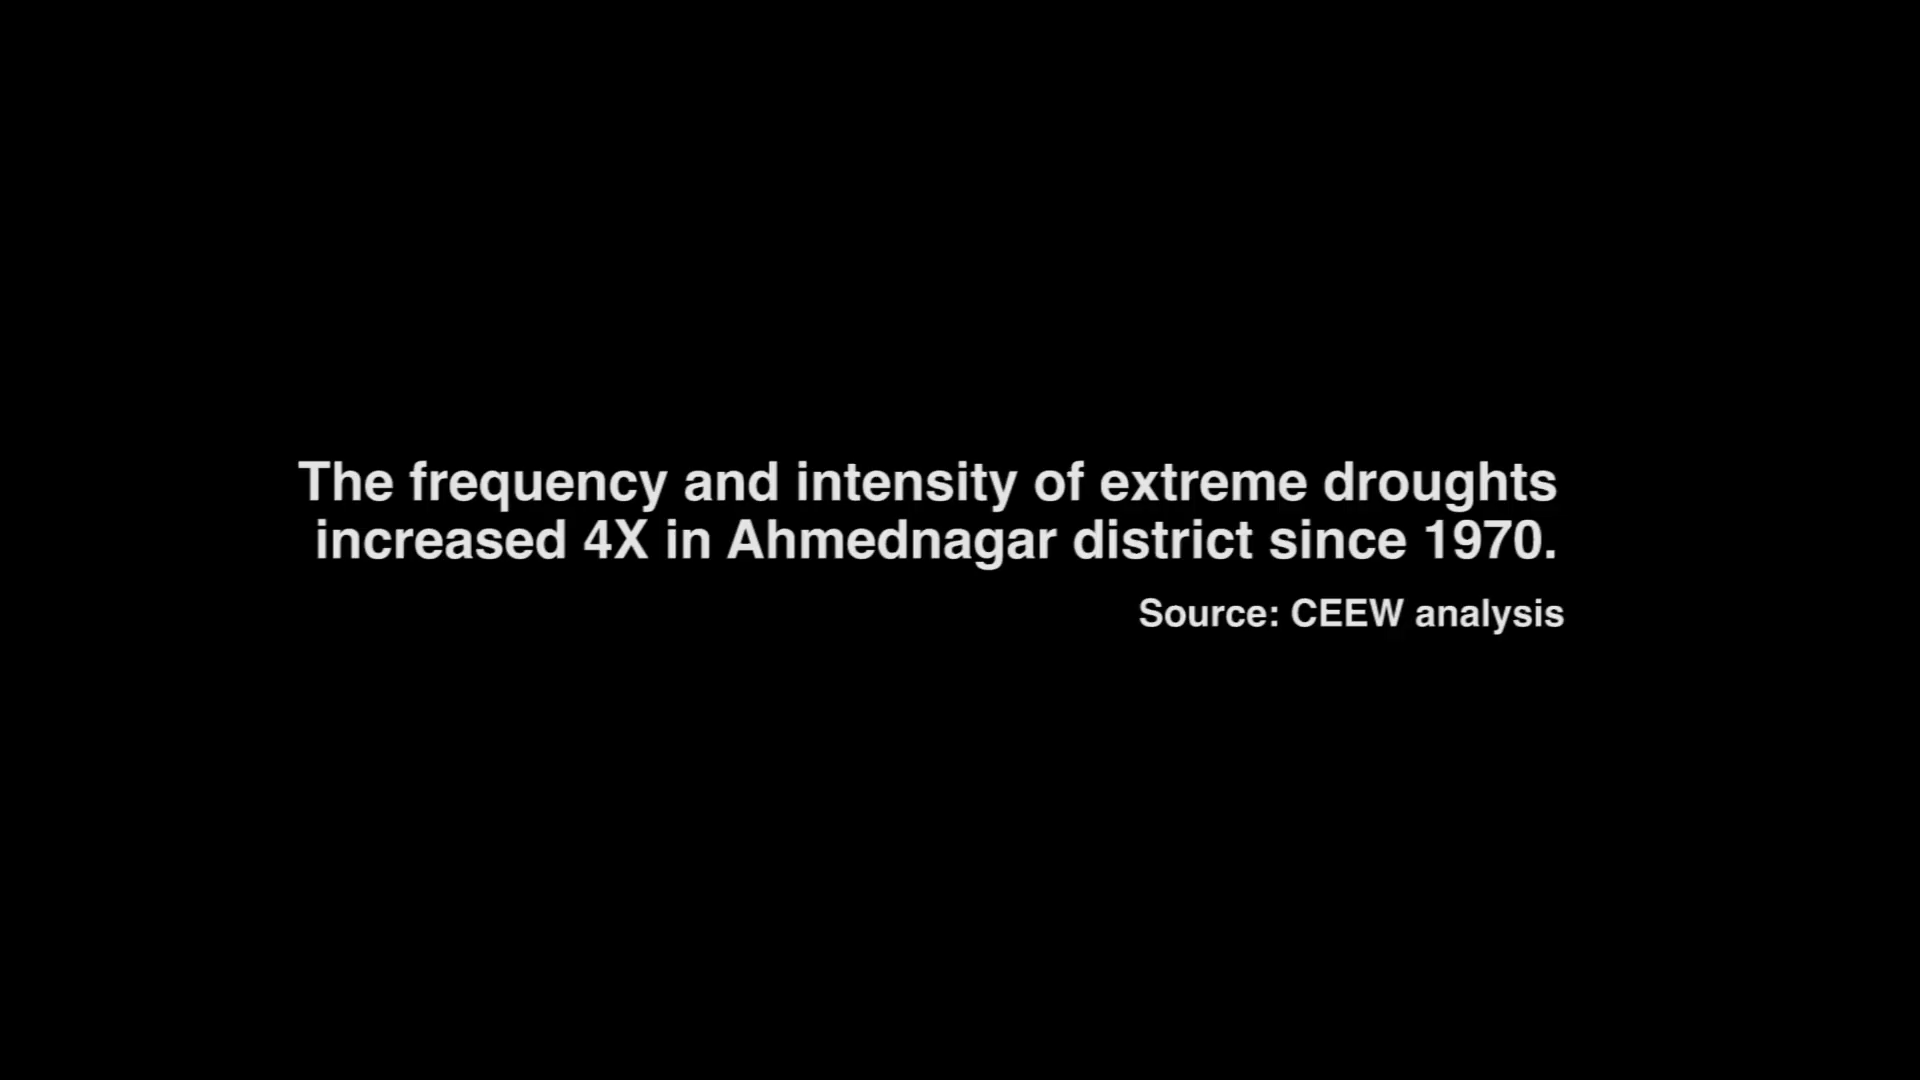 The frequency and intensity of extreme droughts
increased 4X in Ahmednagar district since 1970.
Source: CEEW analysis